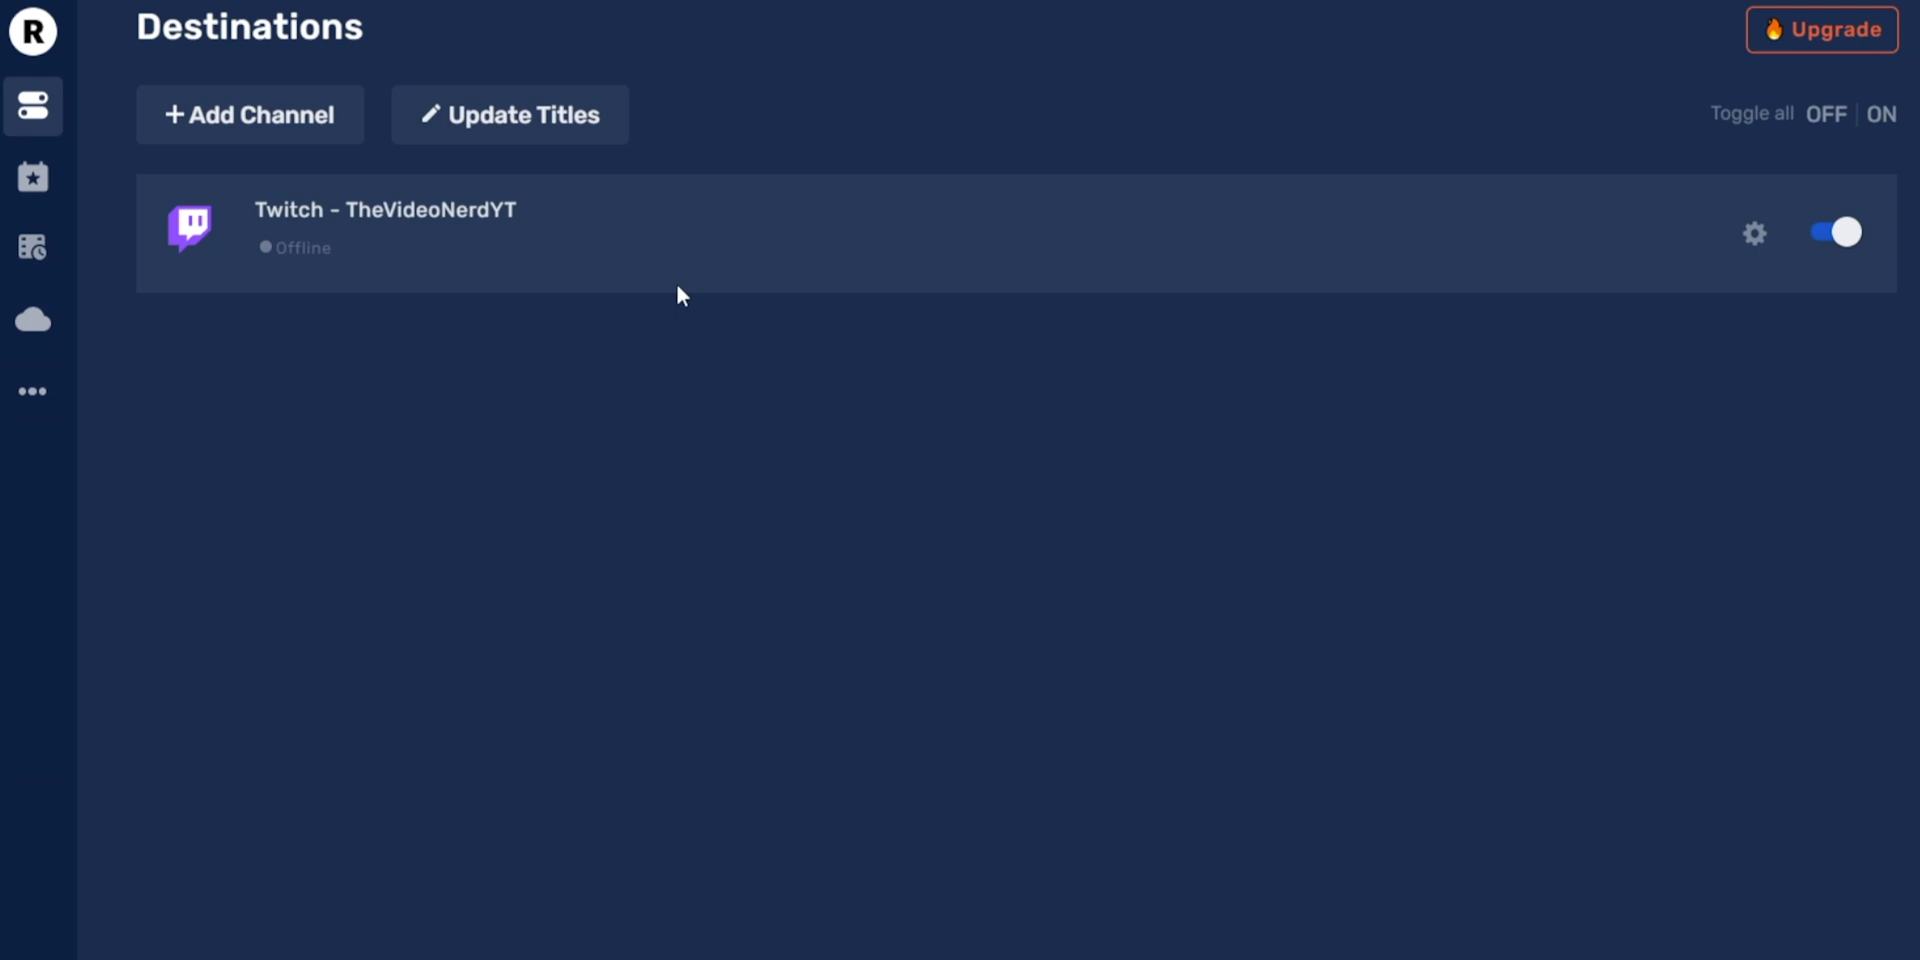 R
Destinations
Upgrade
+ Add Channel
Update Titles
Toggle all OFF | ON
Twitch - TheVideoNerdYT
Offline